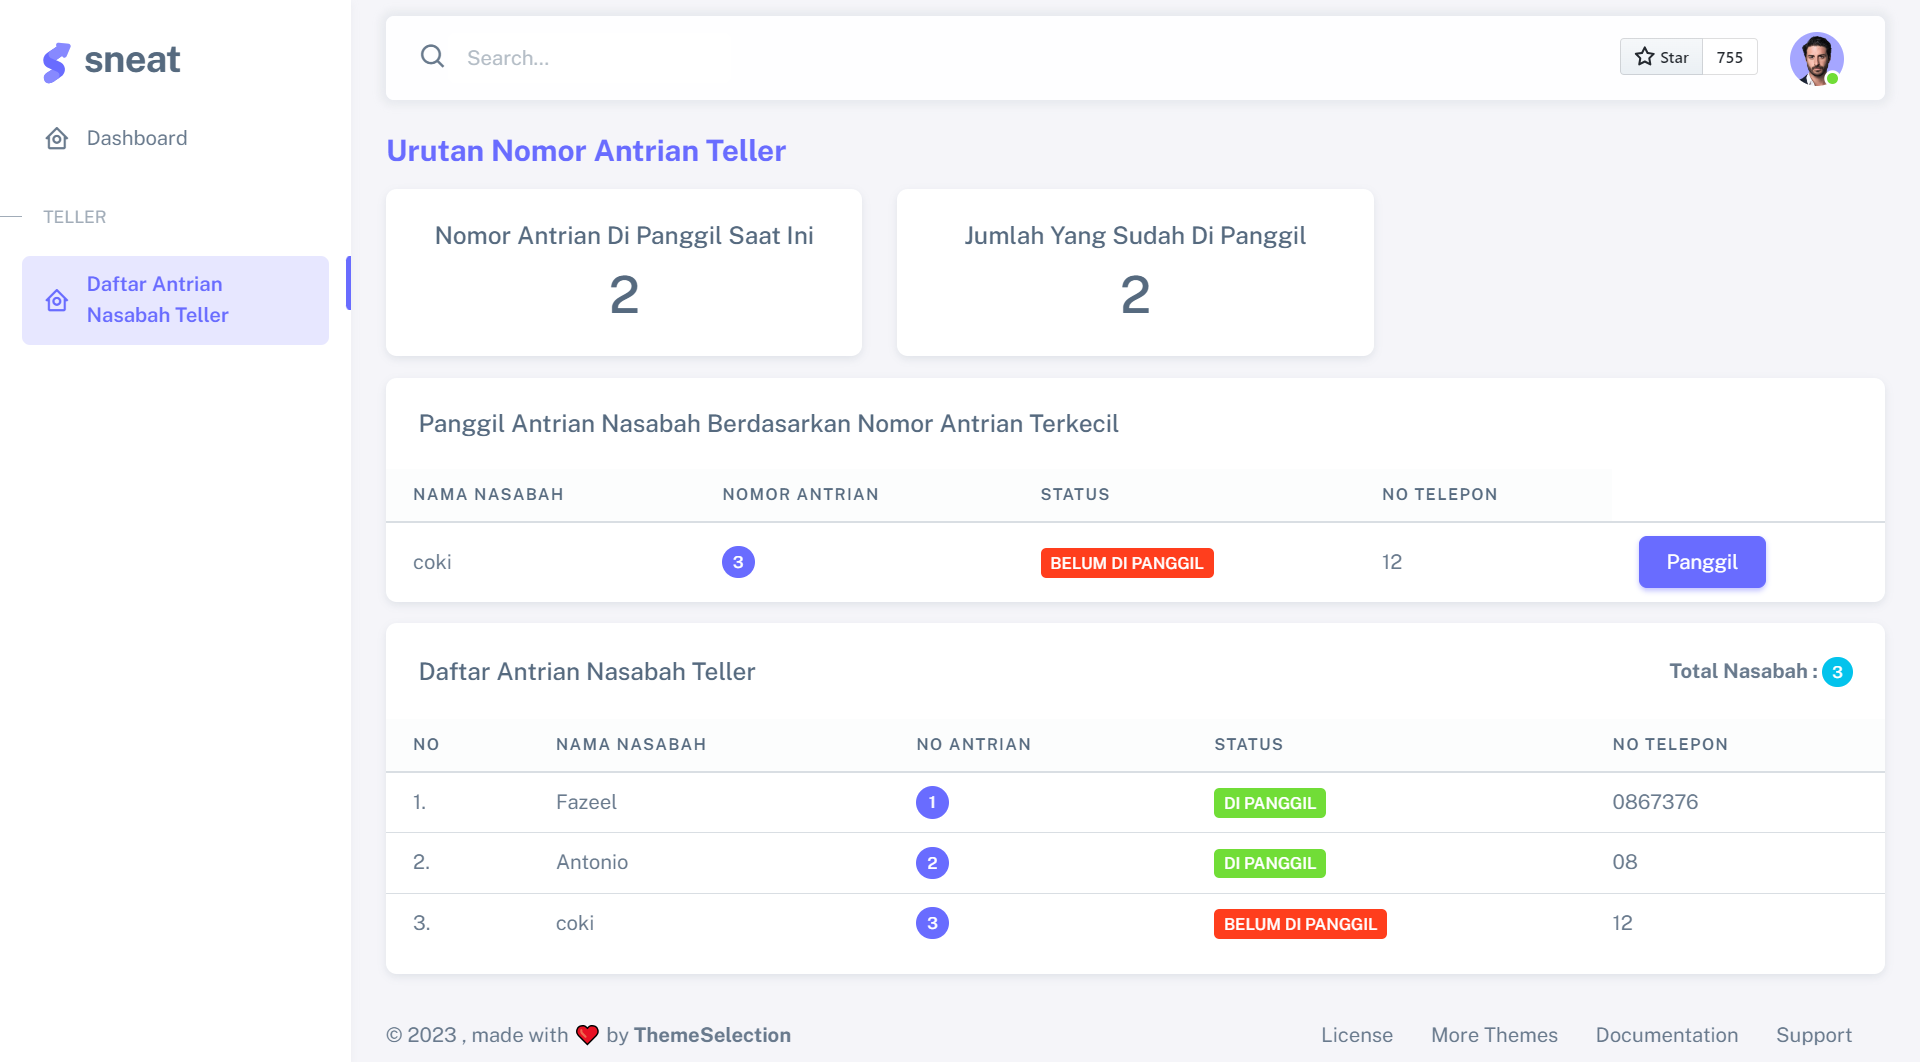 sneat
Dashboard
TELLER
Daftar Antrian
Nasabah Teller
Search...
Star 755
Urutan Nomor Antrian Teller
Nomor Antrian Di Panggil Saat Ini
2
Jumlah Yang Sudah Di Panggil
2
Panggil Antrian Nasabah Berdasarkan Nomor Antrian Terkecil
NAMA NASABAH NOMOR ANTRIAN STATUS NO TELEPON
coki 3 BELUM DI PANGGIL 12 Panggil
Daftar Antrian Nasabah Teller Total Nasabah : 3
NO NAMA NASABAH NO ANTRIAN STATUS NO TELEPON
1. Fazeel 1 DI PANGGIL 0867376
2. Antonio 2 DI PANGGIL 08
3. coki 3 BELUM DI PANGGIL 12
© 2023 , made with ❤️ by ThemeSelection License More Themes Documentation Support